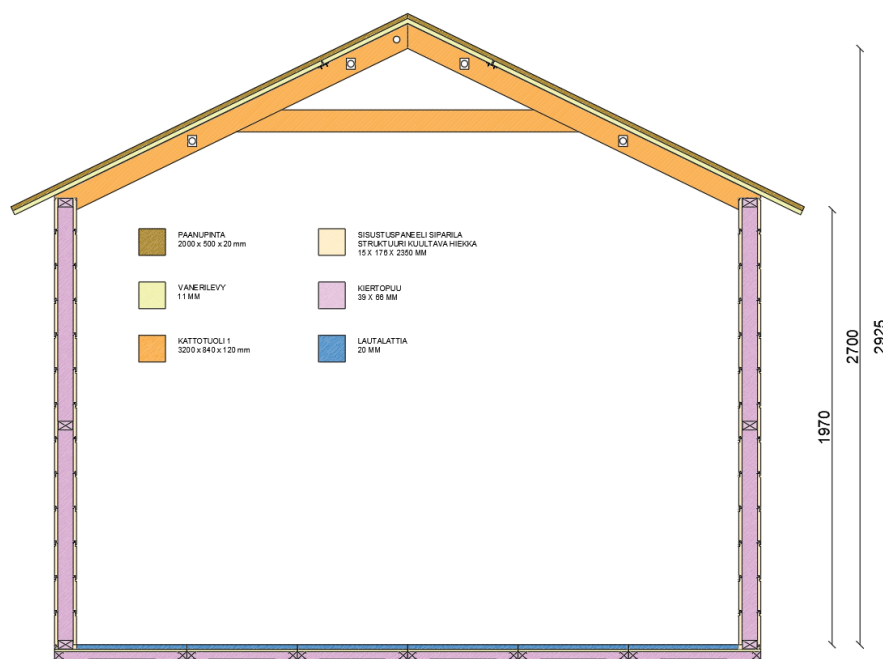 PAANUPINTA
2000 x 500 x 20 mm
SISUSTUSPANEELI SIPARILA
STRUKTUURI KUULTAVA HIEKKA
15 X 176 X 2350 MM
VANERILEVY
11 MM
KIERTOPUU
39 X 66 MM
KATTOTUOLI 1
3200 x 840 x 120 mm
LAUTALATTIA
20 MM
1970
2700
2925